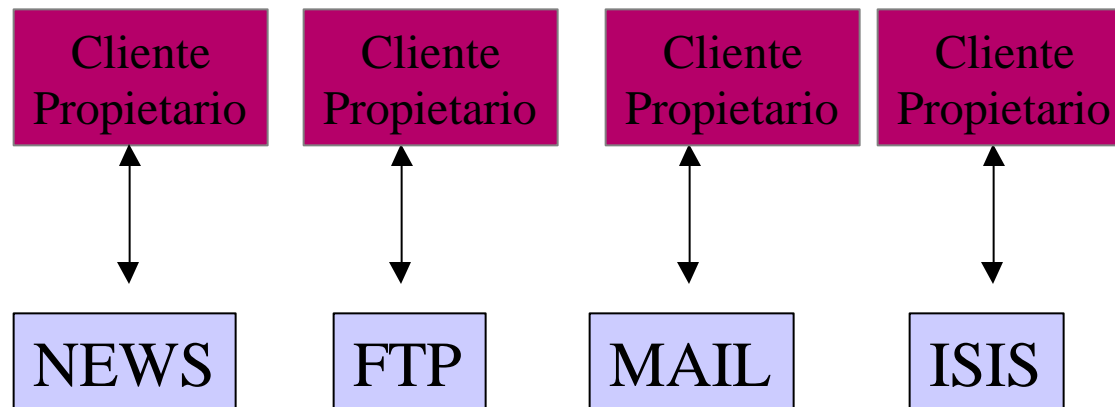 Cliente
Propietario
Cliente
Propietario
Cliente
Propietario
Cliente
Propietario
NEWS
FTP
MAIL
ISIS